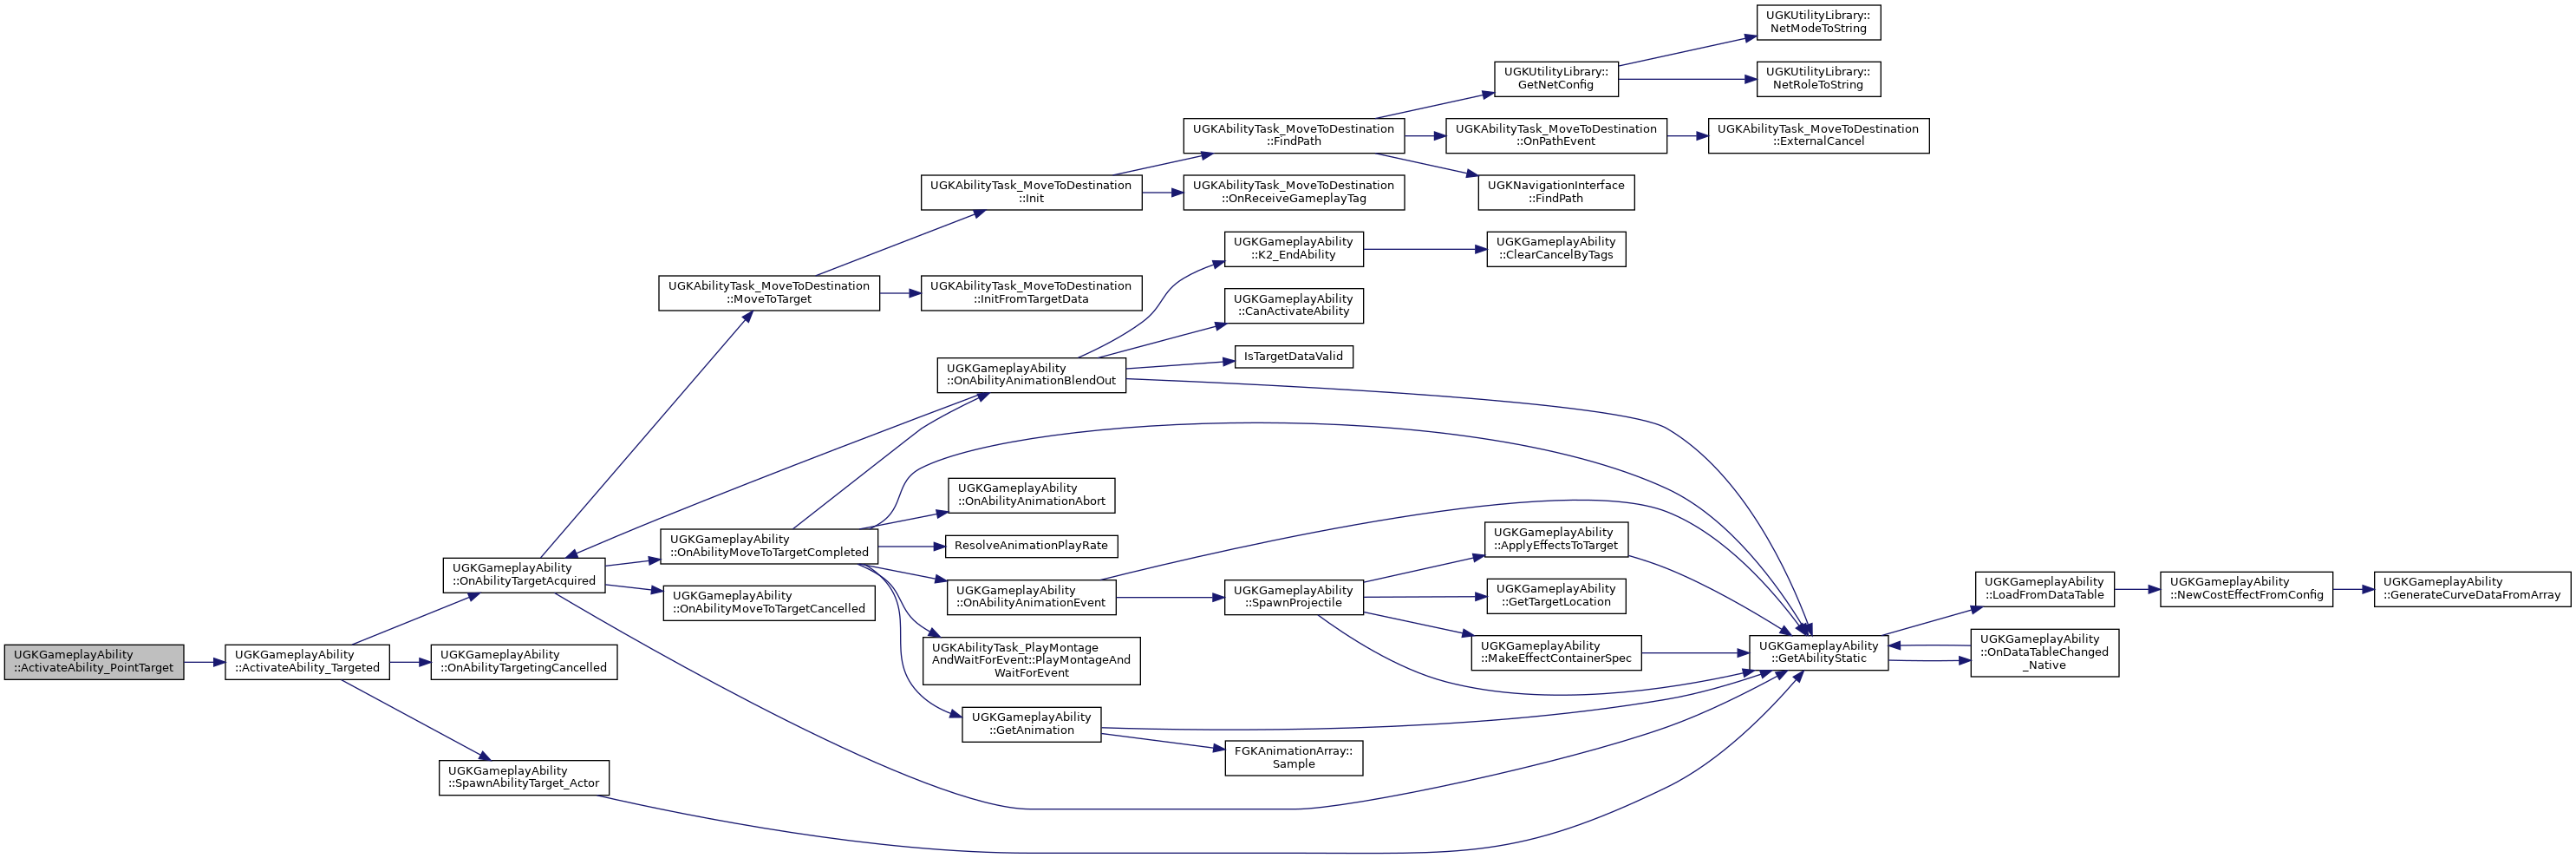 UGKUtilityLibrary::
NetModeToString
UGKUtilityLibrary::
GetNetConfig
UGKUtilityLibrary::
NetRoleToString
UGKAbilityTask_MoveToDestination
::FindPath
UGKAbilityTask_MoveToDestination
::OnPathEvent
UGKAbilityTask_MoveToDestination
::ExternalCancel
UGKAbilityTask_MoveToDestination
::Init
UGKAbilityTask_MoveToDestination
::OnReceiveGameplayTag
UGKNavigationInterface
::FindPath
UGKGameplayAbility
::K2_EndAbility
UGKGameplayAbility
::ClearCancelByTags
UGKAbilityTask_MoveToDestination
::MoveToTarget
UGKAbilityTask_MoveToDestination
::InitFromTargetData
UGKGameplayAbility
::CanActivateAbility
IsTargetDataValid
UGKGameplayAbility
::OnAbilityAnimationBlendOut
UGKGameplayAbility
::OnAbilityAnimationAbort
UGKGameplayAbility
::OnAbilityMoveToTargetCompleted
ResolveAnimationPlayRate
UGKGameplayAbility
::ApplyEffectsToTarget
UGKGameplayAbility
::OnAbilityTargetAcquired
UGKGameplayAbility
::OnAbilityMoveToTargetCancelled
UGKGameplayAbility
::OnAbilityAnimationEvent
UGKGameplayAbility
::SpawnProjectile
UGKGameplayAbility
::GetTargetLocation
UGKGameplayAbility
::LoadFromDataTable
UGKGameplayAbility
::NewCostEffectFromConfig
UGKGameplayAbility
::GenerateCurveDataFromArray
UGKGameplayAbility
::ActivateAbility_PointTarget
UGKGameplayAbility
::ActivateAbility_Targeted
UGKGameplayAbility
::OnAbilityTargetingCancelled
UGKAbilityTask_PlayMontage
AndWaitForEvent::PlayMontageAnd
WaitForEvent
UGKGameplayAbility
::MakeEffectContainerSpec
UGKGameplayAbility
::GetAbilityStatic
UGKGameplayAbility
::OnDataTableChanged
_Native
UGKGameplayAbility
::GetAnimation
FGKAnimationArray::
Sample
UGKGameplayAbility
::SpawnAbilityTarget_Actor